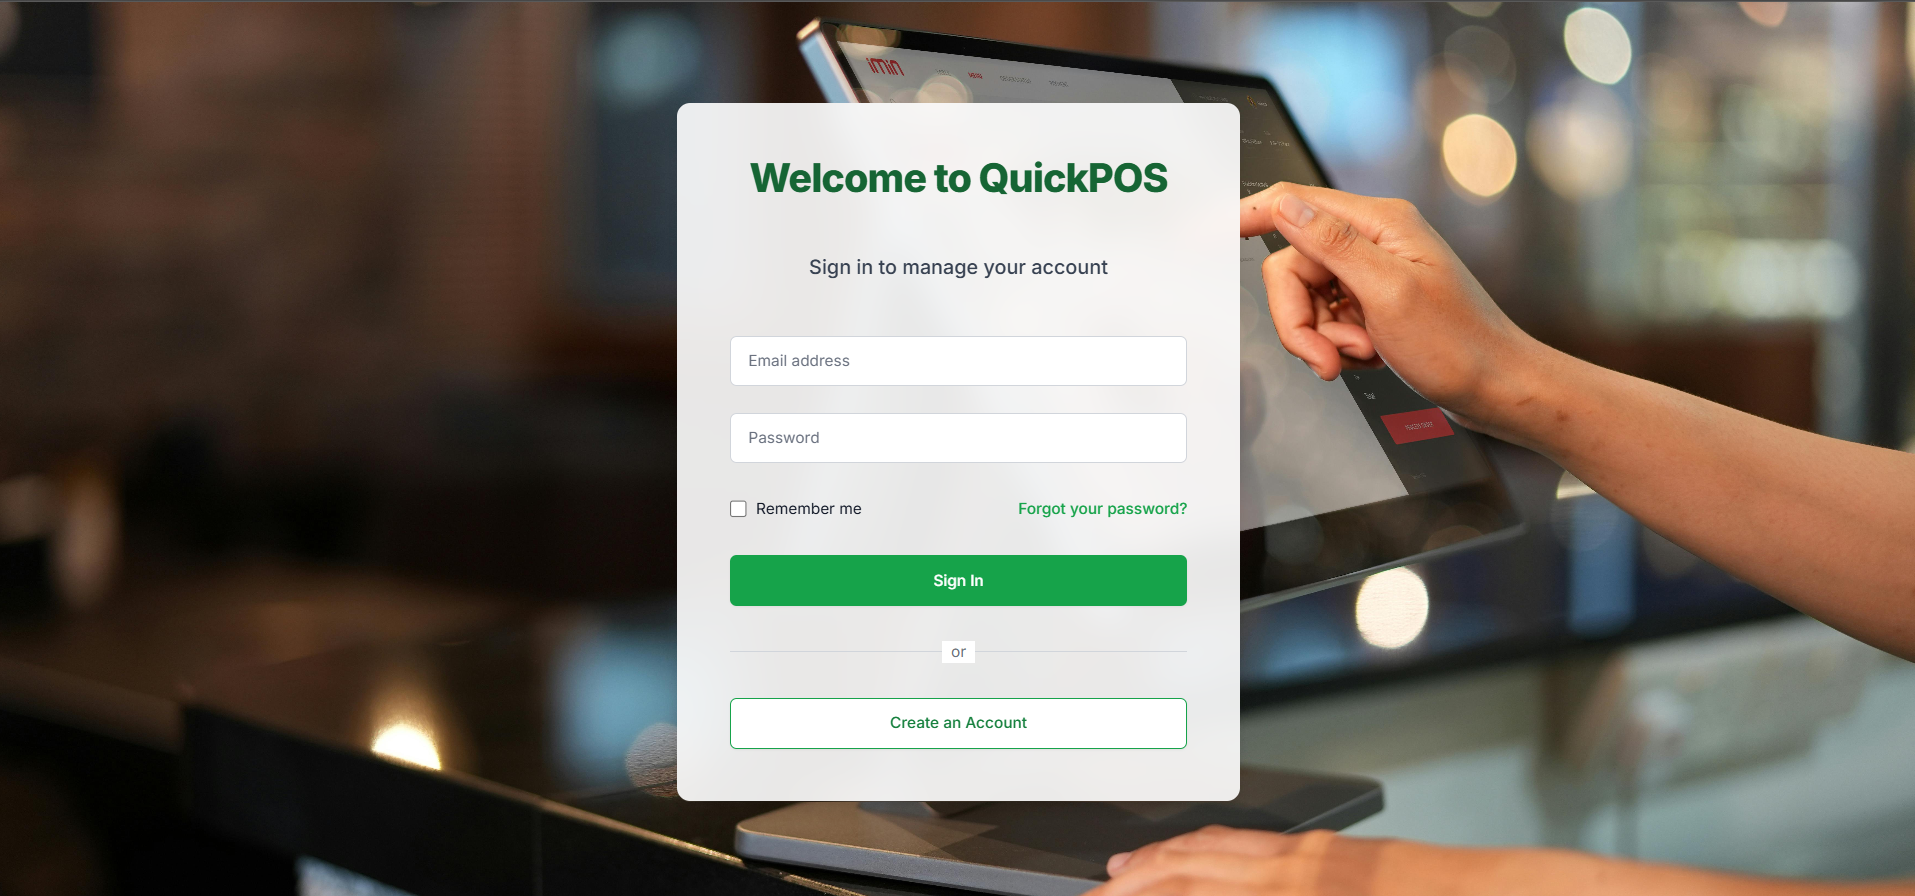 imin
MENU
Welcome to QuickPOS
Sign in to manage your account
Email address
Password
Remember me
Forgot your password?
Sign In
or
Create an Account